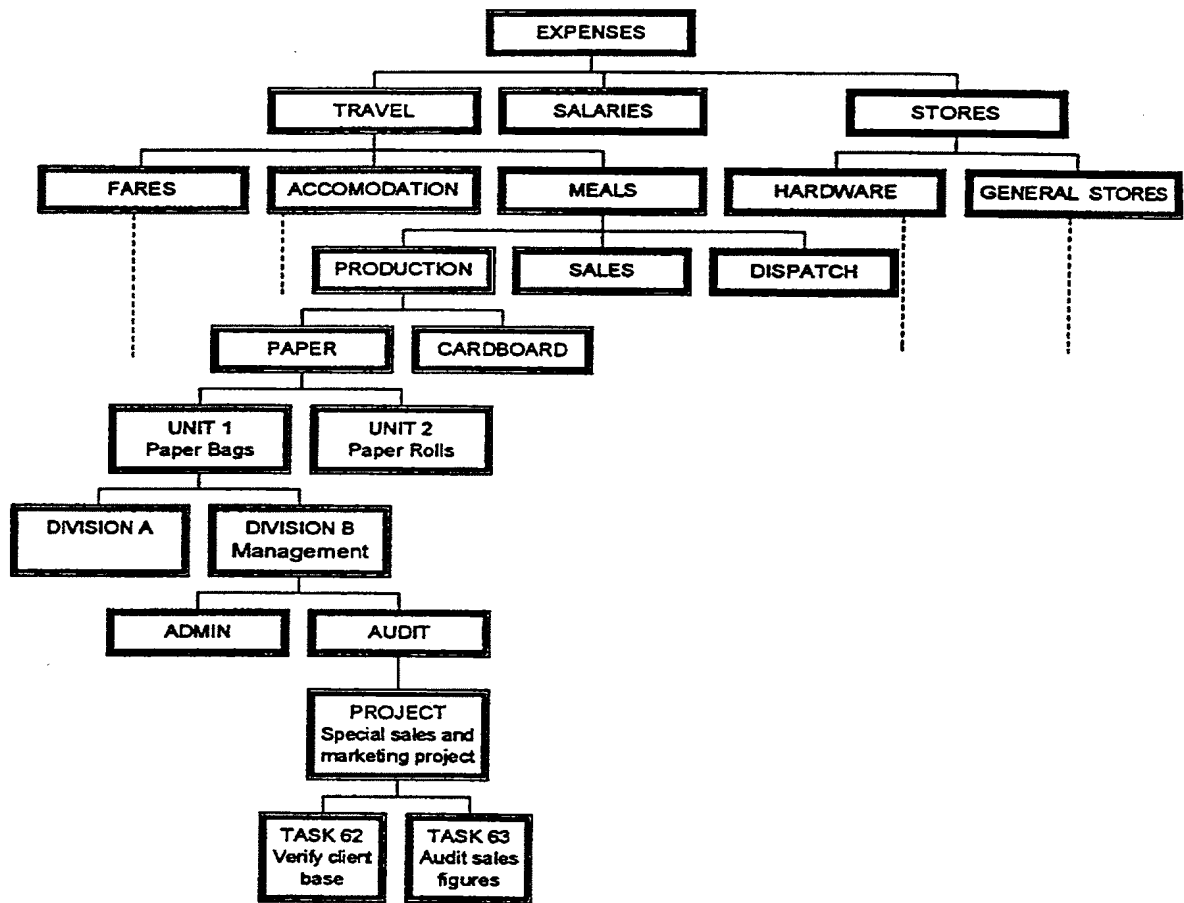 EXPENSES
TRAVEL
SALARIES
STORES
FARES
ACCOMODATION
MEALS
HARDWARE
GENERAL STORES
PRODUCTION
SALES
DISPATCH
PAPER
CARDBOARD
UNIT 1
Paper Bags
UNIT 2
Paper Rolls
DIVISION A
DIVISION B
Management
ADMIN
AUDIT
PROJECT
Special sales and
marketing project
TASK 62
Verify client
base
TASK 63
Audit sales
figures